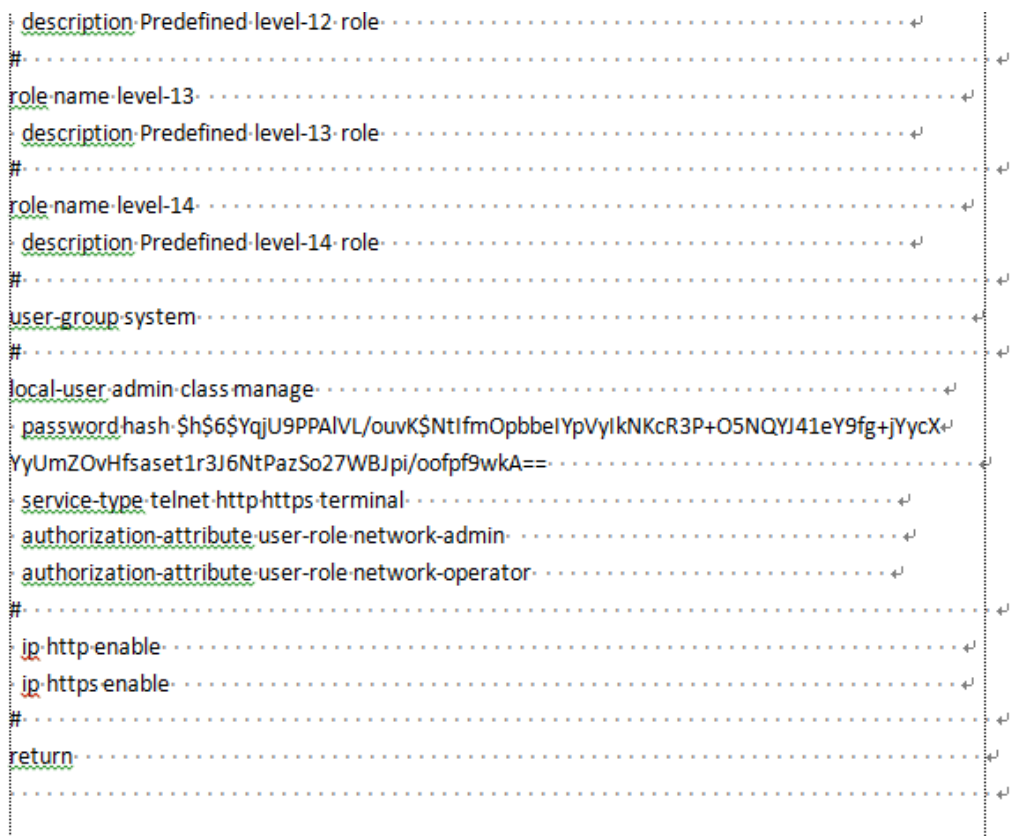 description Predefined level-12 role
#
role name level-13
description Predefined level-13 role
#
role name level-14
description Predefined level-14 role
#
user-group system
#
local-user admin class manage
password hash $h$6$YqjU9PPAlVL/ouvK$NtIfmOpbbeIYpVyIkNKcR3P+O5NQYJ41eY9fg+jYycX
YyUmZOvHfsaset1r3J6NtPazSo27WBJpi/oofpf9wkA==
service-type telnet http https terminal
authorization-attribute user-role network-admin
authorization-attribute user-role network-operator
#
ip http enable
ip https enable
#
return